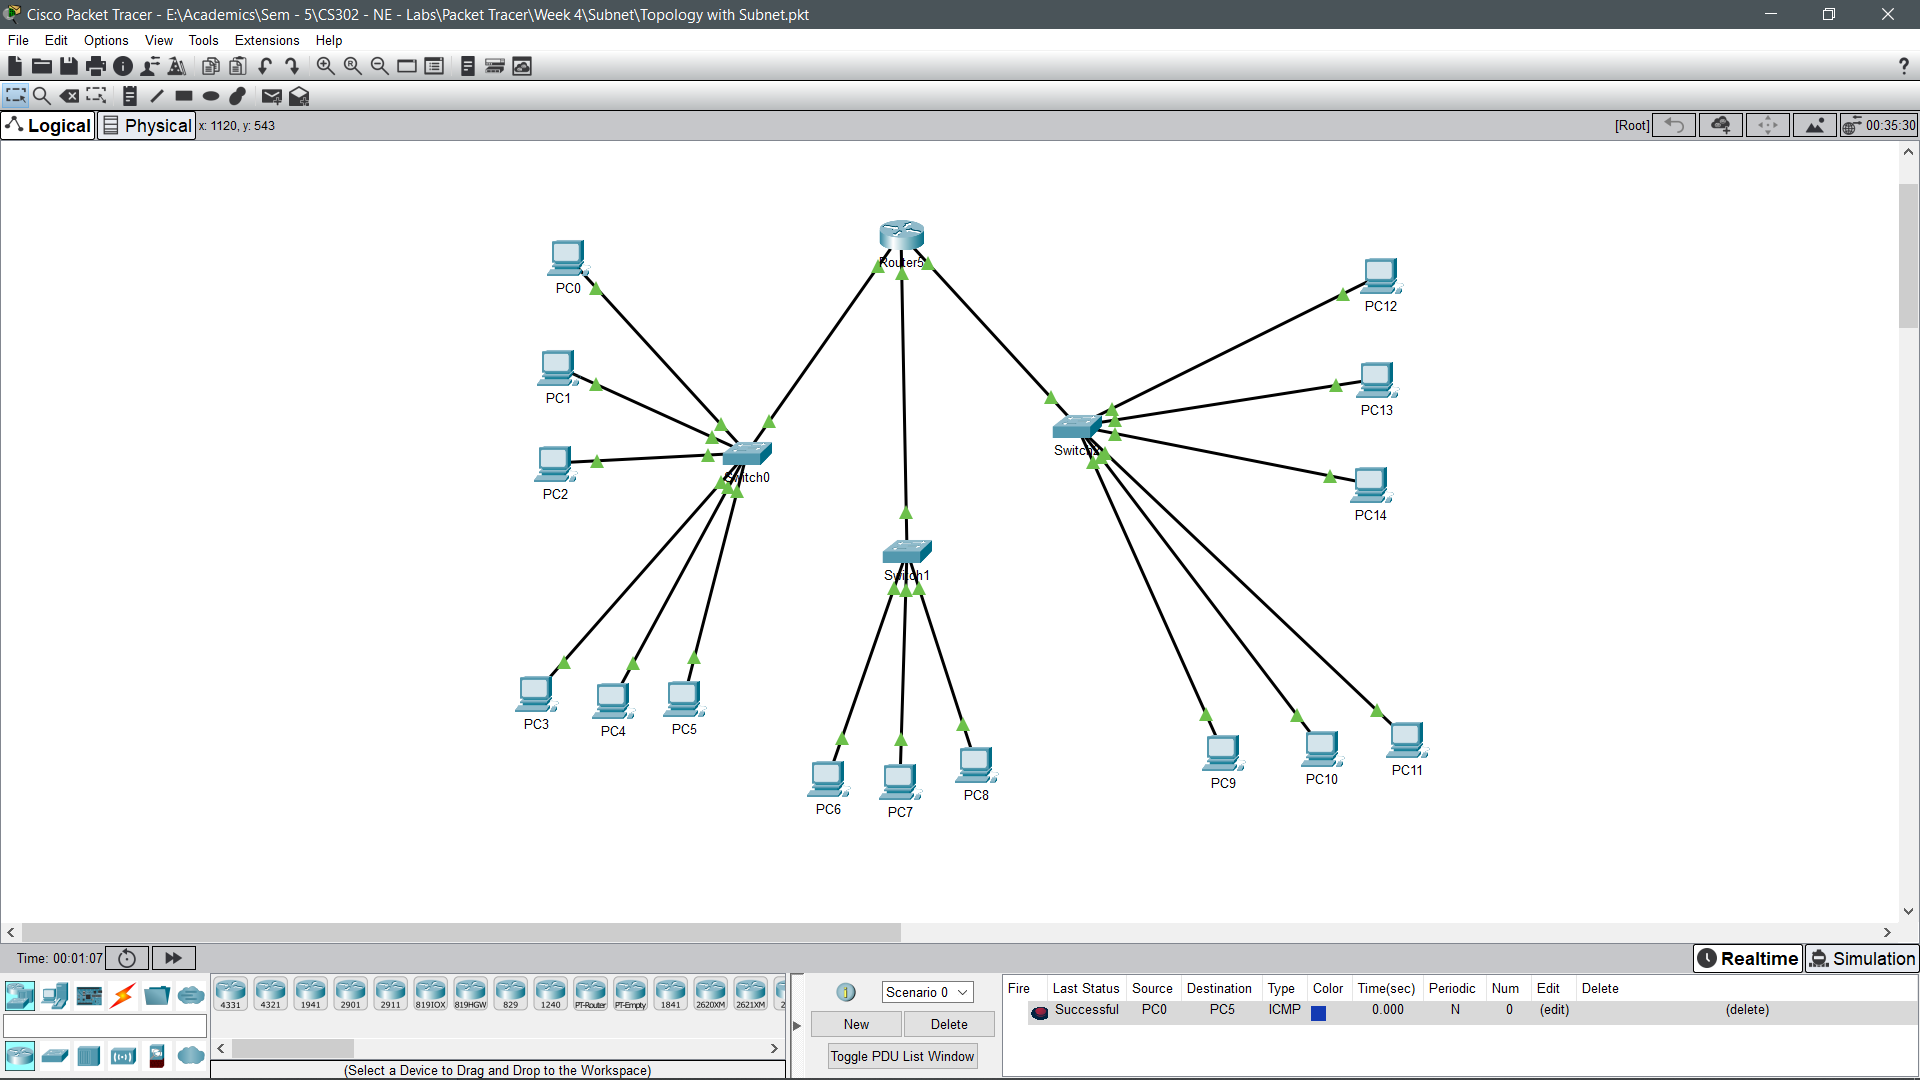 Cisco Packet Tracer - E:\Academics\Sem - 5\CS302 - NE - Labs\Packet Tracer\Week 4\Subnet\Topology with Subnet.pkt
File Edit Options View Tools Extensions Help
?
Logical Physical x: 1120, y: 543 [Root] 00:35:30
Router5
PC0
PC12
PC1
PC13
Switch2
Switch0
PC2
PC14
Switch1
PC3
PC4
PC5
PC6
PC7
PC8
PC9
PC10
PC11
Time: 00:01:07 Realtime Simulation
4331 4321 1941 2901 2911 819IOX 819HGW 829 1240 PT-Router PT-Empty 1841 2620XM 2621XM 2
(Select a Device to Drag and Drop to the Workspace)
1 Scenario 0
New Delete
Toggle PDU List Window
Fire Last Status Source Destination Type Color Time(sec) Periodic Num Edit Delete
Successful PC0 PC5 ICMP 0.000 N 0 (edit) (delete)